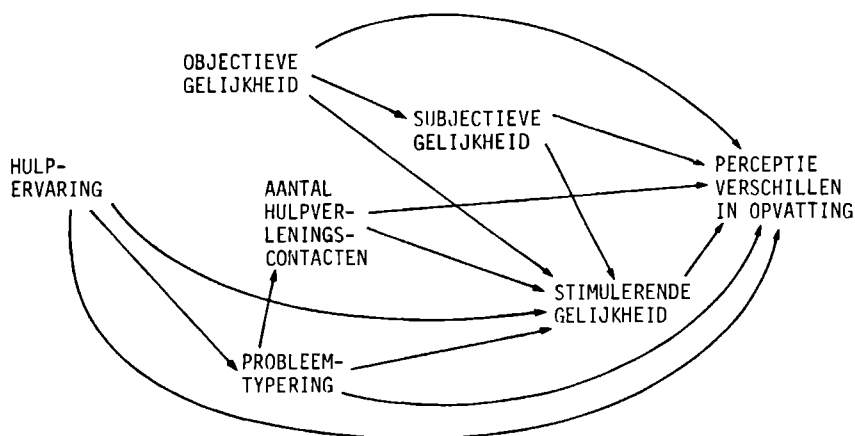 OBJECTIEVE
GELIJKHEID
SUBJECTIEVE
GELIJKHEID
HULP-
ERVARING
AANTAL
HULPVER-
LENINGS-
CONTACTEN
PERCEPTIE
VERSCHILLEN
IN OPVATTING
STIMULERENDE
GELIJKHEID
PROBLEEM-
TYPERING